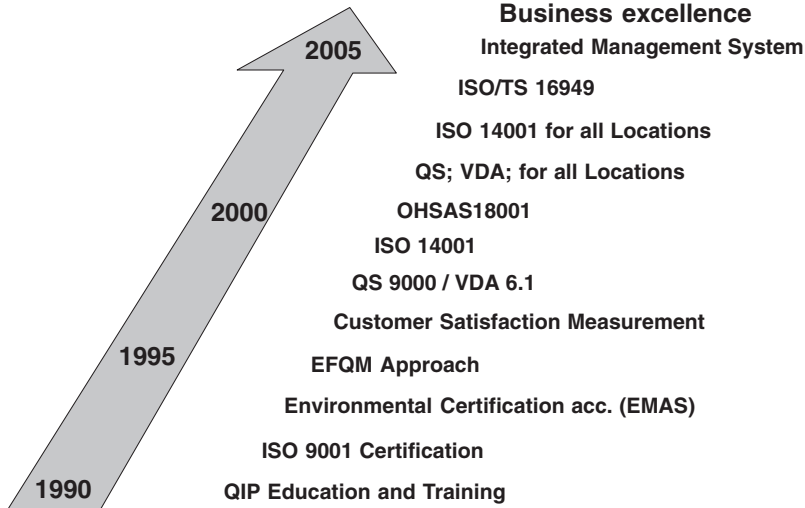 Business excellence
2005
Integrated Management System
ISO/TS 16949
ISO 14001 for all Locations
QS; VDA; for all Locations
2000
OHSAS18001
ISO 14001
QS 9000 / VDA 6.1
Customer Satisfaction Measurement
1995
EFQM Approach
Environmental Certification acc. (EMAS)
ISO 9001 Certification
1990
QIP Education and Training